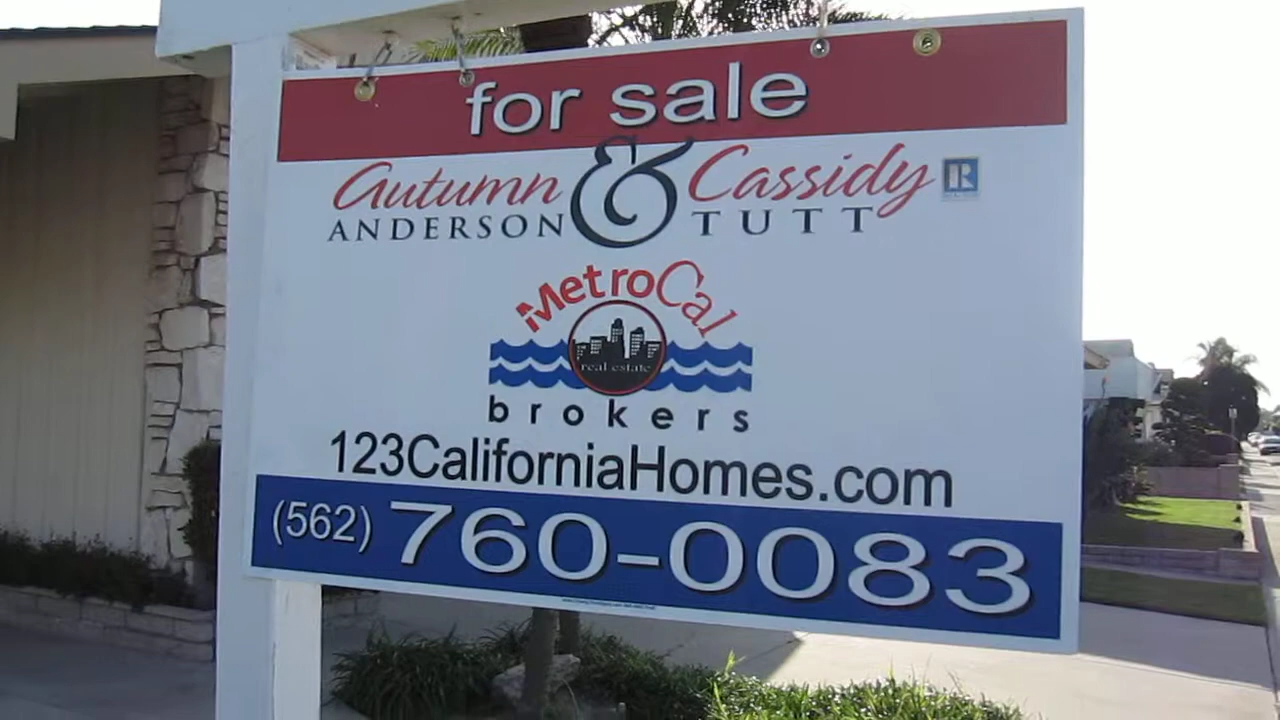 for sale
Autumn & Cassidy R
ANDERSON TUTT
MetroCal
real estate
brokers
123CaliforniaHomes.com
(562) 760-0083